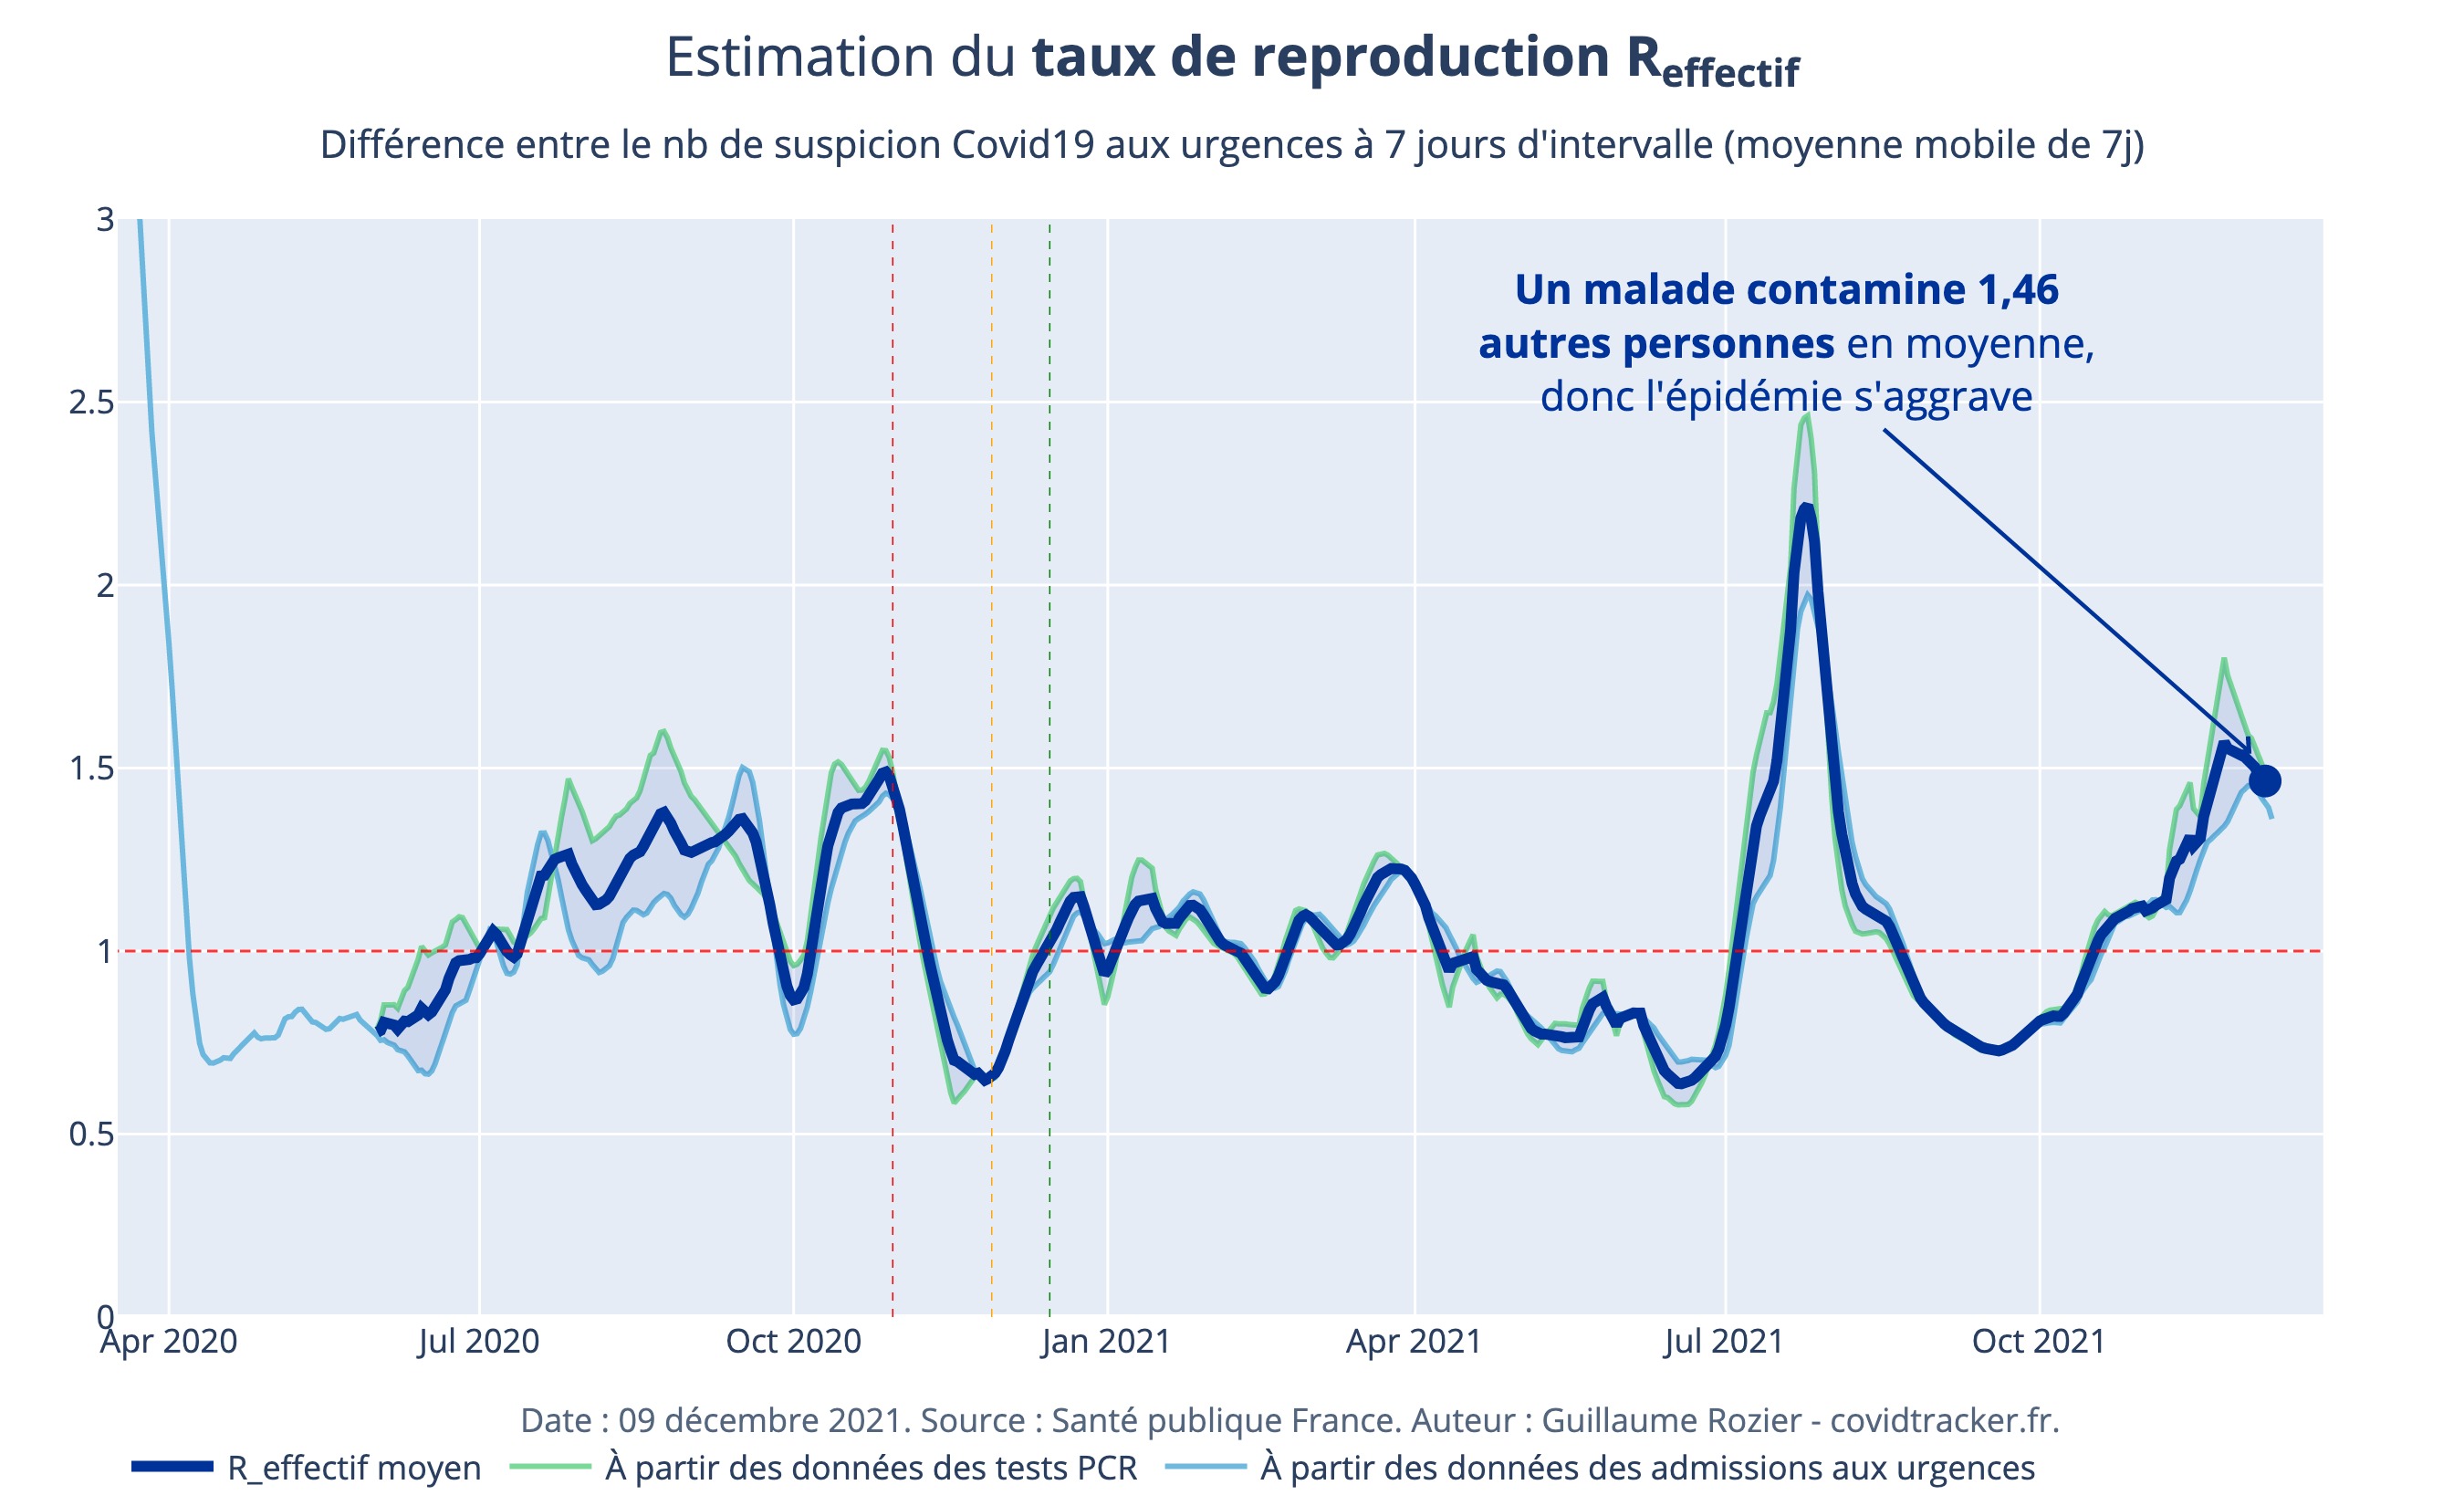 Estimation du taux de reproduction Reffectif
Différence entre le nb de suspicion Covid19 aux urgences à 7 jours d'intervalle (moyenne mobile de 7j)
Un malade contamine 1,46
autres personnes en moyenne,
donc l'épidémie s'aggrave
3
2.5
2
1.5
1
0.5
0
Apr 2020 Jul 2020 Oct 2020 Jan 2021 Apr 2021 Jul 2021 Oct 2021
Date : 09 décembre 2021. Source : Santé publique France. Auteur : Guillaume Rozier - covidtracker.fr.
R_effectif moyen À partir des données des tests PCR À partir des données des admissions aux urgences